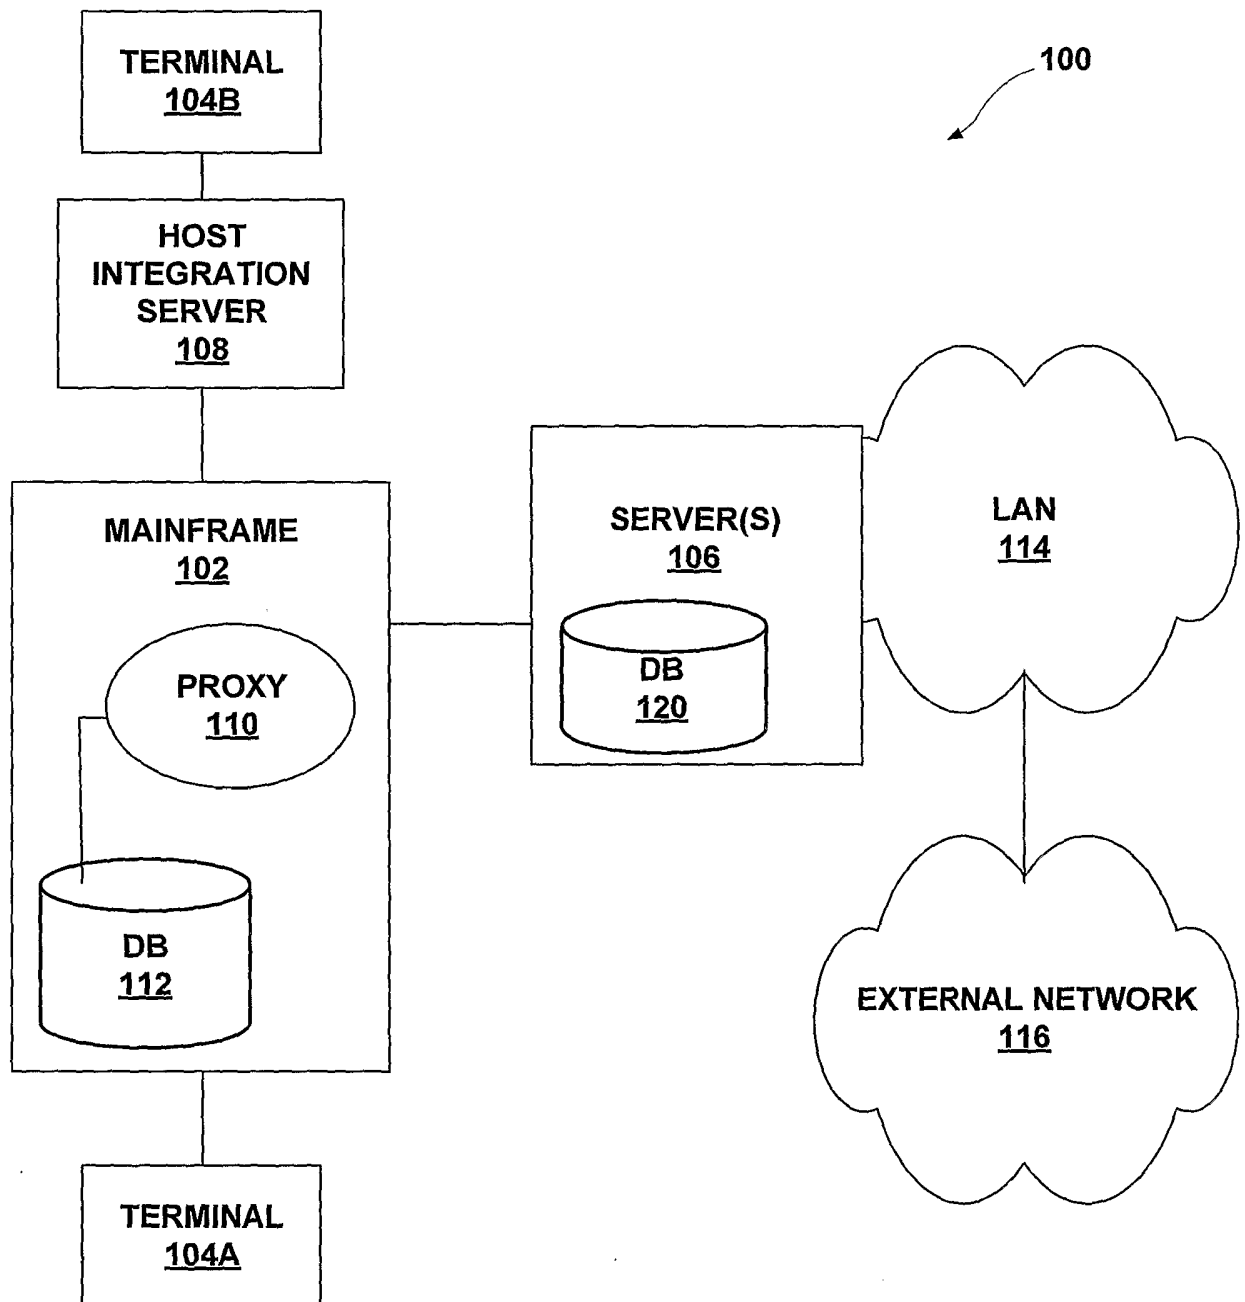 TERMINAL
104B
100
HOST
INTEGRATION
SERVER
108
MAINFRAME
102
SERVER(S)
106
LAN
114
PROXY
110
DB
120
DB
112
EXTERNAL NETWORK
116
TERMINAL
104A